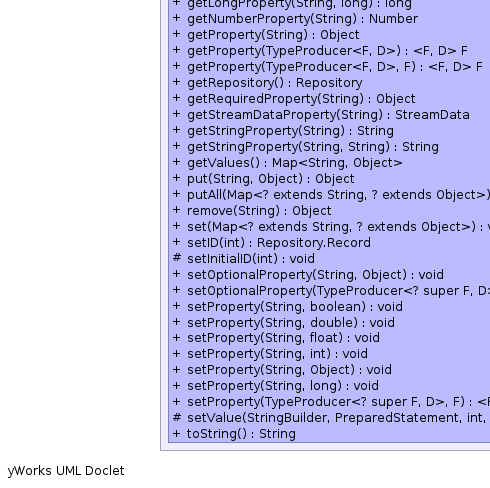 + getLongProperty(String, long) : long
+ getNumberProperty(String) : Number
+ getProperty(String) : Object
+ getProperty(TypeProducer<F, D>) : <F, D> F
+ getProperty(TypeProducer<F, D>, F) : <F, D> F
+ getRepository() : Repository
+ getRequiredProperty(String) : Object
+ getStreamDataProperty(String) : StreamData
+ getStringProperty(String) : String
+ getStringProperty(String, String) : String
+ getValues() : Map<String, Object>
+ put(String, Object) : Object
+ putAll(Map<? extends String, ? extends Object>)
+ remove(String) : Object
+ set(Map<? extends String, ? extends Object>) :
+ setID(int) : Repository.Record
# setInitialID(int) : void
+ setOptionalProperty(String, Object) : void
+ setOptionalProperty(TypeProducer<? super F, D>
+ setProperty(String, boolean) : void
+ setProperty(String, double) : void
+ setProperty(String, float) : void
+ setProperty(String, int) : void
+ setProperty(String, Object) : void
+ setProperty(String, long) : void
+ setProperty(TypeProducer<? super F, D>, F) : <F
# setValue(StringBuilder, PreparedStatement, int,
+ toString() : String
yWorks UML Doclet